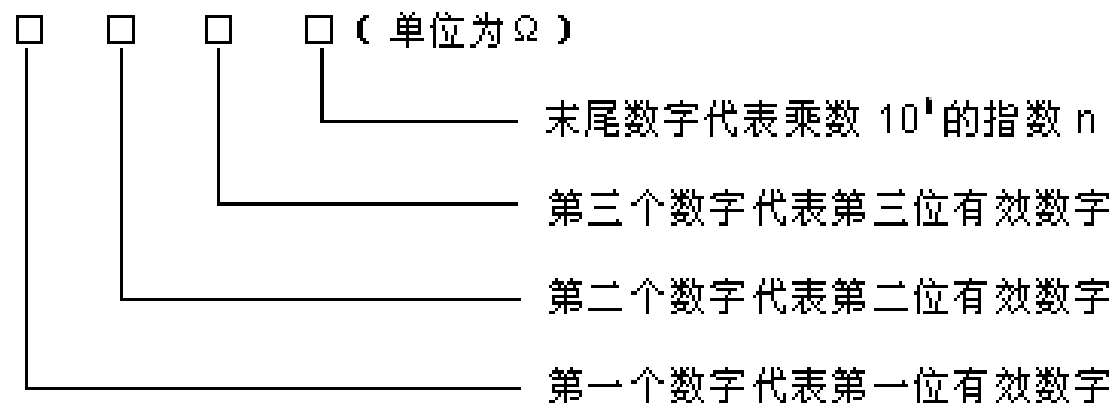 □ □ □ □ ( 单位为Ω )
末尾数字代表乘数 10ⁿ的指数 n
第三个数字代表第三位有效数字
第二个数字代表第二位有效数字
第一个数字代表第一位有效数字